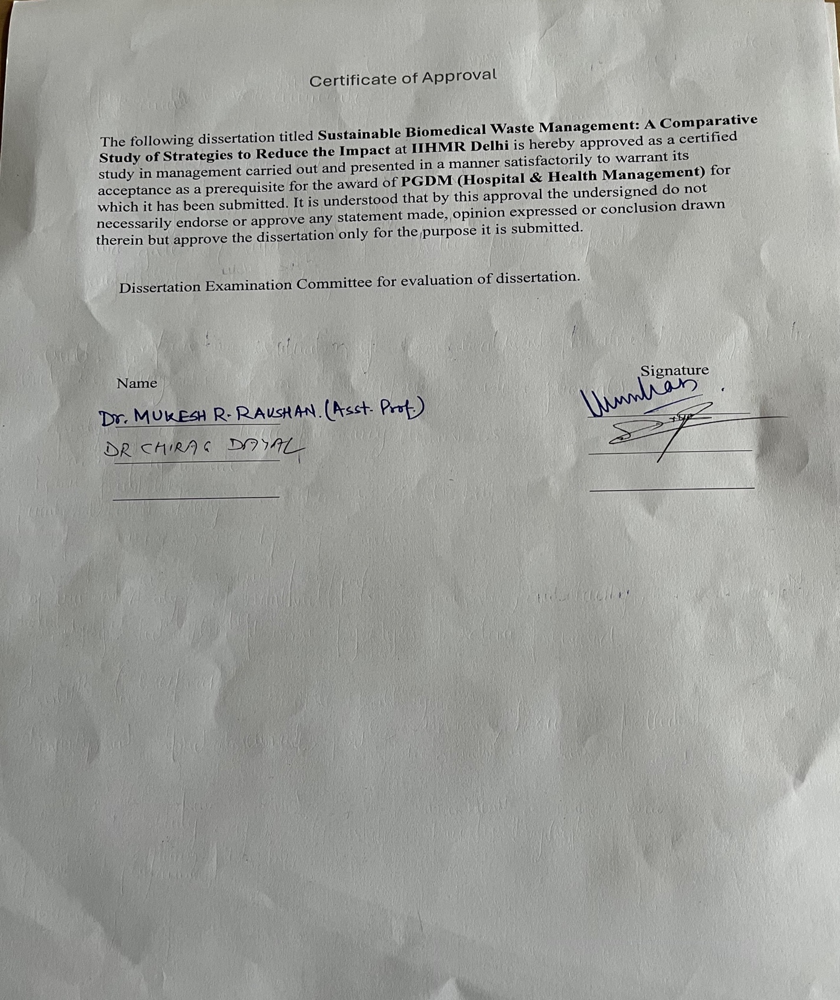 Certificate of Approval
The following dissertation titled Sustainable Biomedical Waste Management: A Comparative
Study of Strategies to Reduce the Impact at IIHMR Delhi is hereby approved as a certified
study in management carried out and presented in a manner satisfactorily to warrant its
acceptance as a prerequisite for the award of PGDM (Hospital & Health Management) for
which it has been submitted. It is understood that by this approval the undersigned do not
necessarily endorse or approve any statement made, opinion expressed or conclusion drawn
therein but approve the dissertation only for the purpose it is submitted.
Dissertation Examination Committee for evaluation of dissertation.
Name Signature
Dr. MUKESH R. RAVSHAN. (Asst. Prof.)
DR CHIRAG DAYAL